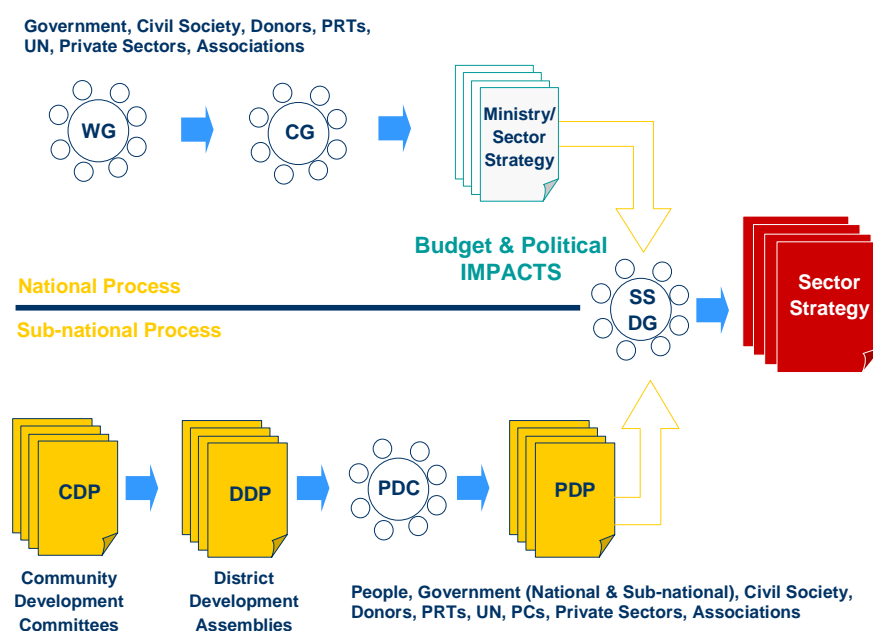 Government, Civil Society, Donors, PRTs,
UN, Private Sectors, Associations
WG
CG
Ministry/
Sector
Strategy
Budget & Political
IMPACTS
National Process
Sub-national Process
SS
DG
Sector
Strategy
CDP
DDP
PDC
PDP
Community
Development
Committees
District
Development
Assemblies
People, Government (National & Sub-national), Civil Society,
Donors, PRTs, UN, PCs, Private Sectors, Associations